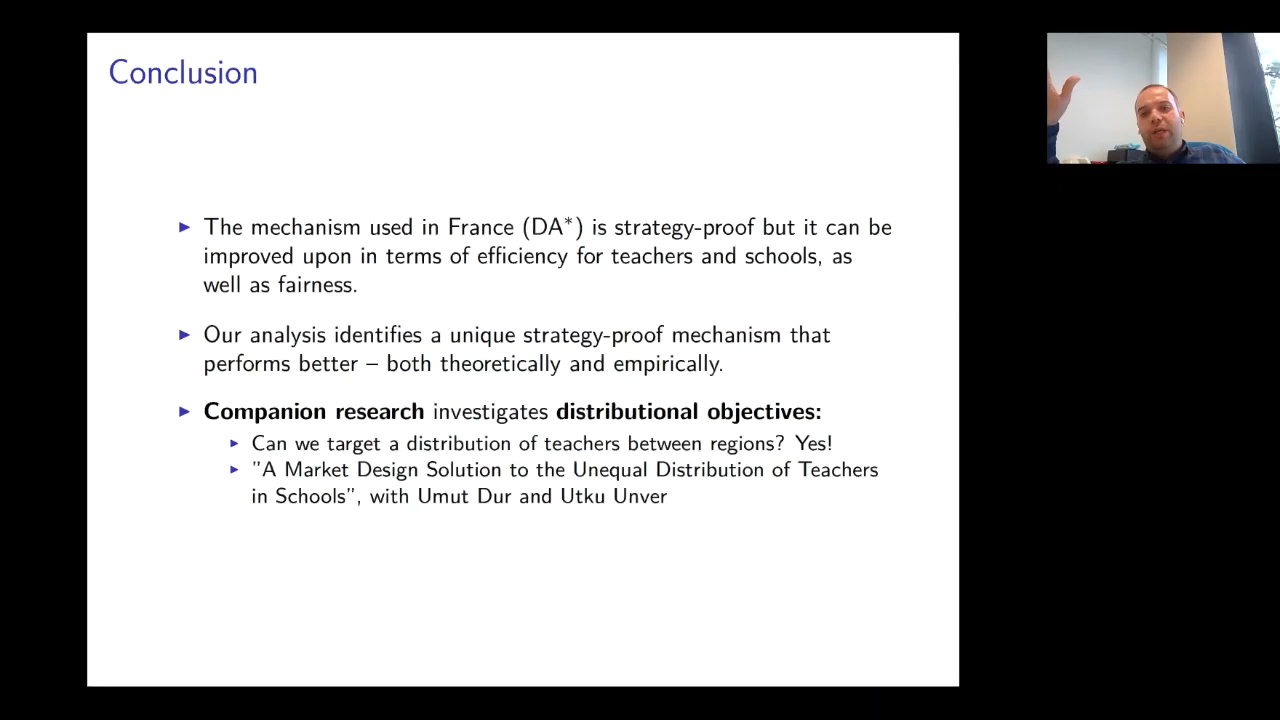 Conclusion
▶ The mechanism used in France (DA*) is strategy-proof but it can be
improved upon in terms of efficiency for teachers and schools, as
well as fairness.
▶ Our analysis identifies a unique strategy-proof mechanism that
performs better – both theoretically and empirically.
▶ Companion research investigates distributional objectives:
▶ Can we target a distribution of teachers between regions? Yes!
▶ "A Market Design Solution to the Unequal Distribution of Teachers
in Schools", with Umut Dur and Utku Unver